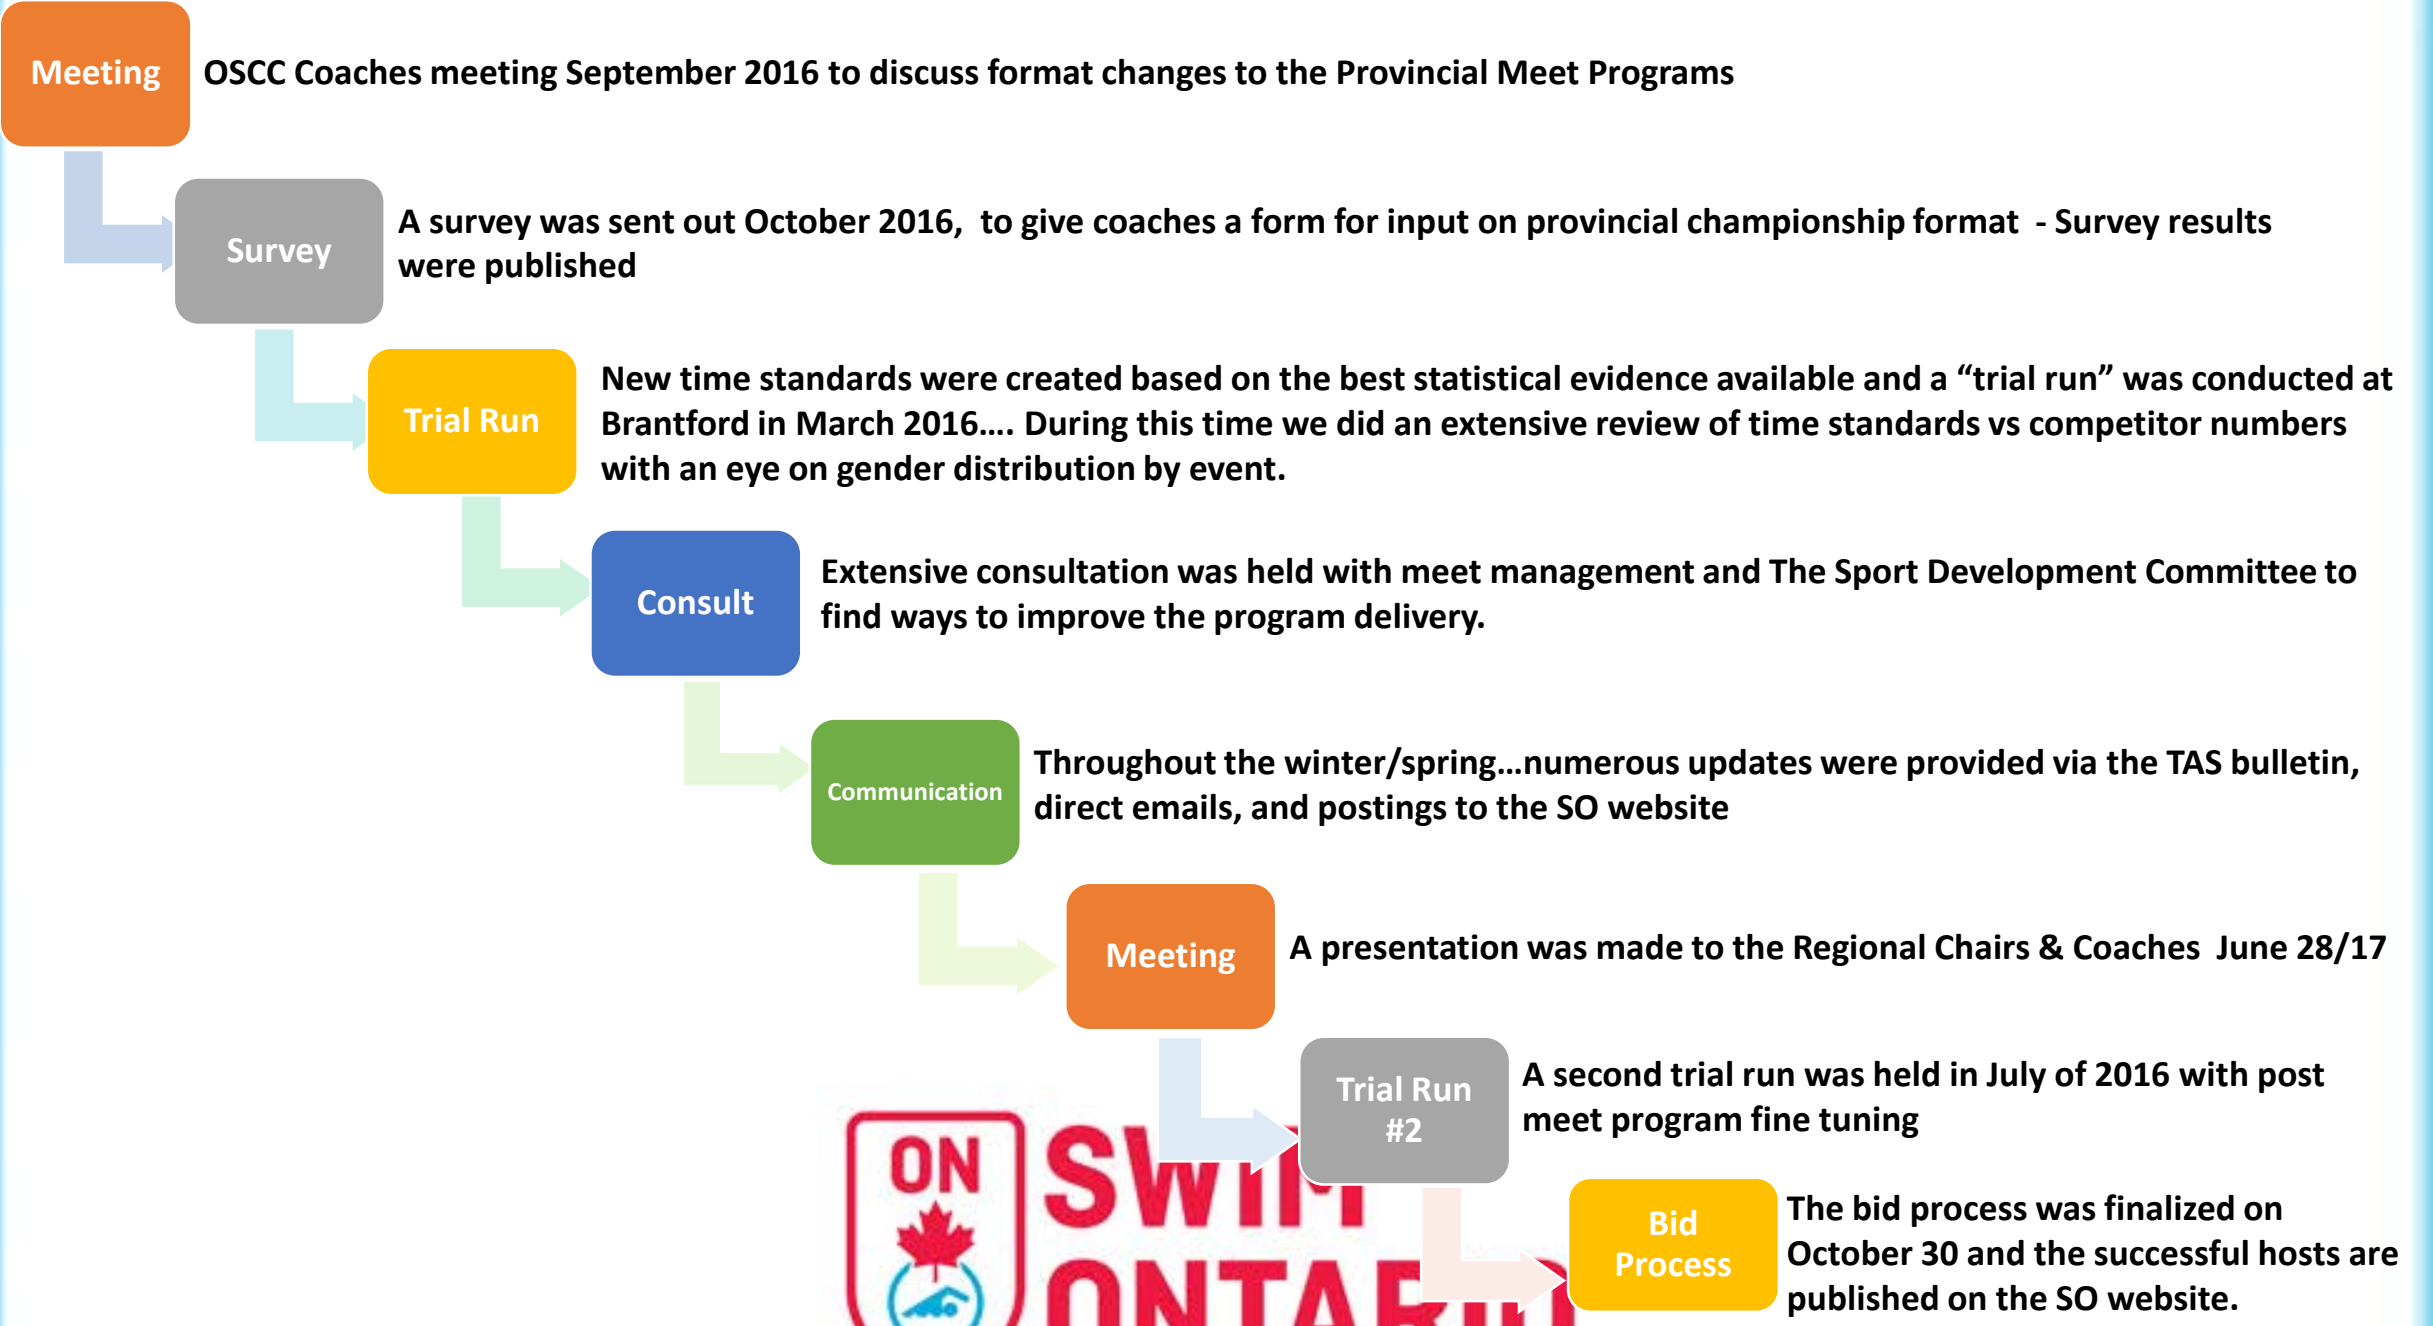 Meeting
OSCC Coaches meeting September 2016 to discuss format changes to the Provincial Meet Programs
Survey
A survey was sent out October 2016,  to give coaches a form for input on provincial championship format  - Survey results
were published
Trial Run
New time standards were created based on the best statistical evidence available and a “trial run” was conducted at
Brantford in March 2016…. During this time we did an extensive review of time standards vs competitor numbers
with an eye on gender distribution by event.
Consult
Extensive consultation was held with meet management and The Sport Development Committee to
find ways to improve the program delivery.
Communication
Throughout the winter/spring…numerous updates were provided via the TAS bulletin,
direct emails, and postings to the SO website
Meeting
A presentation was made to the Regional Chairs & Coaches  June 28/17
Trial Run
#2
A second trial run was held in July of 2016 with post
meet program fine tuning
Bid
Process
The bid process was finalized on
October 30 and the successful hosts are
published on the SO website.
ON
SWIM
ONTARIO